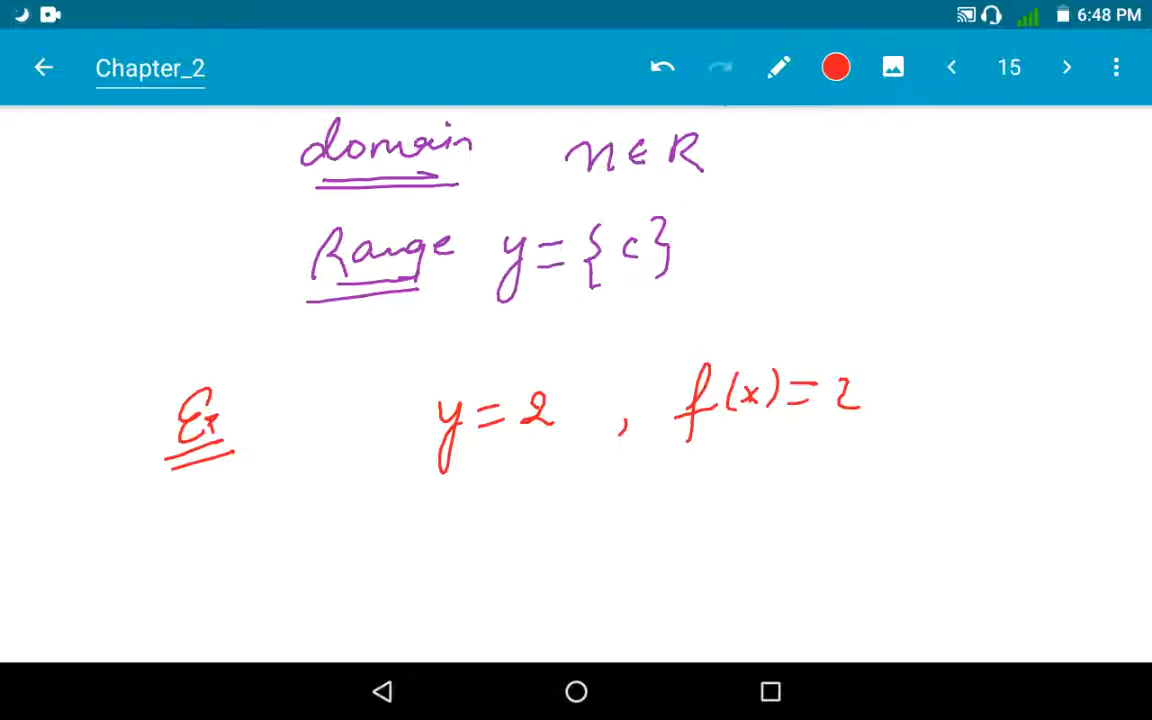 6:48 PM
Chapter_2
15
domain x ∈ R
Range y = {c}
Ex y = 2 , f(x) = 2